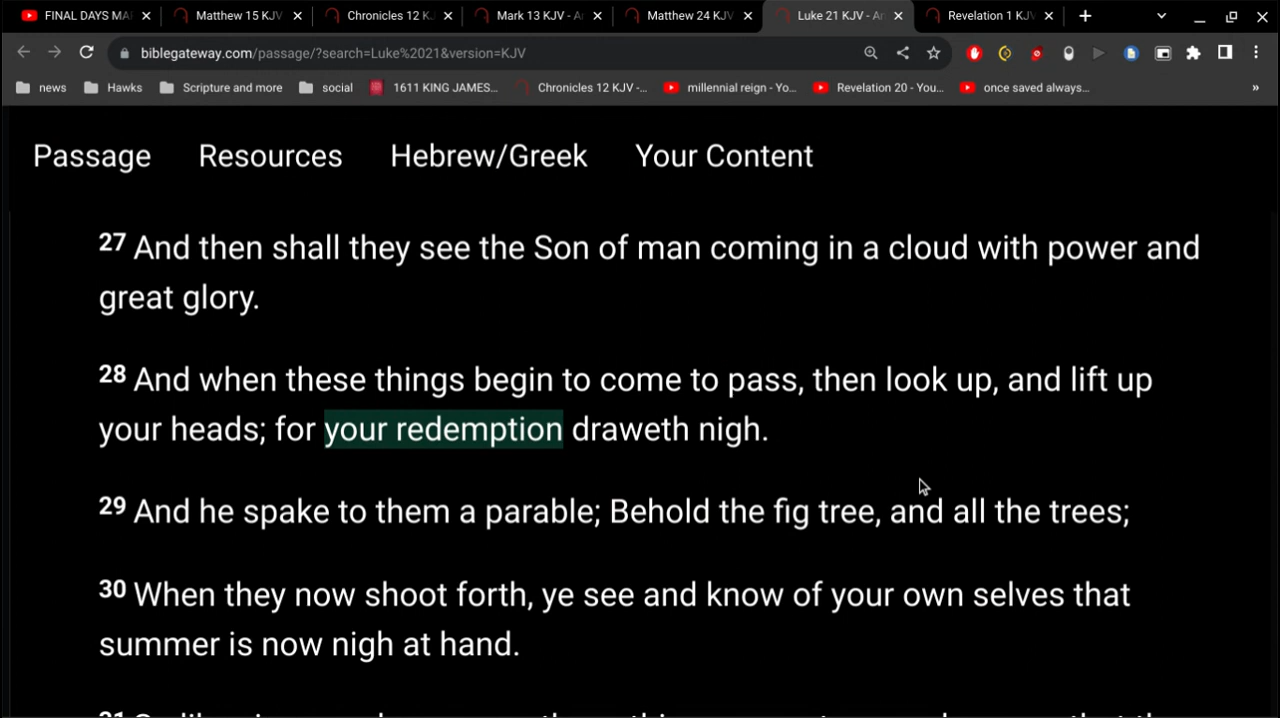 FINAL DAYS MA
Matthew 15 KJV
Chronicles 12 K
Mark 13 KJV - A
Matthew 24 KJV
Luke 21 KJV - A
Revelation 1 KJ
biblegateway.com/passage/?search=Luke%2021&version=KJV
news
Hawks
Scripture and more
social
1611 KING JAMES...
Chronicles 12 KJV -...
millennial reign - Yo...
Revelation 20 - You...
once saved always...
»
Passage
Resources
Hebrew/Greek
Your Content
27 And then shall they see the Son of man coming in a cloud with power and
great glory.
28 And when these things begin to come to pass, then look up, and lift up
your heads; for your redemption draweth nigh.
29 And he spake to them a parable; Behold the fig tree, and all the trees;
30 When they now shoot forth, ye see and know of your own selves that
summer is now nigh at hand.